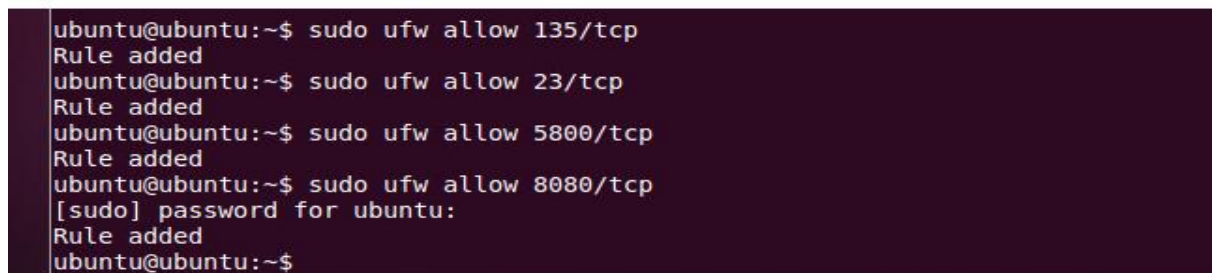 ubuntu@ubuntu:~$ sudo ufw allow 135/tcp
Rule added
ubuntu@ubuntu:~$ sudo ufw allow 23/tcp
Rule added
ubuntu@ubuntu:~$ sudo ufw allow 5800/tcp
Rule added
ubuntu@ubuntu:~$ sudo ufw allow 8080/tcp
[sudo] password for ubuntu:
Rule added
ubuntu@ubuntu:~$